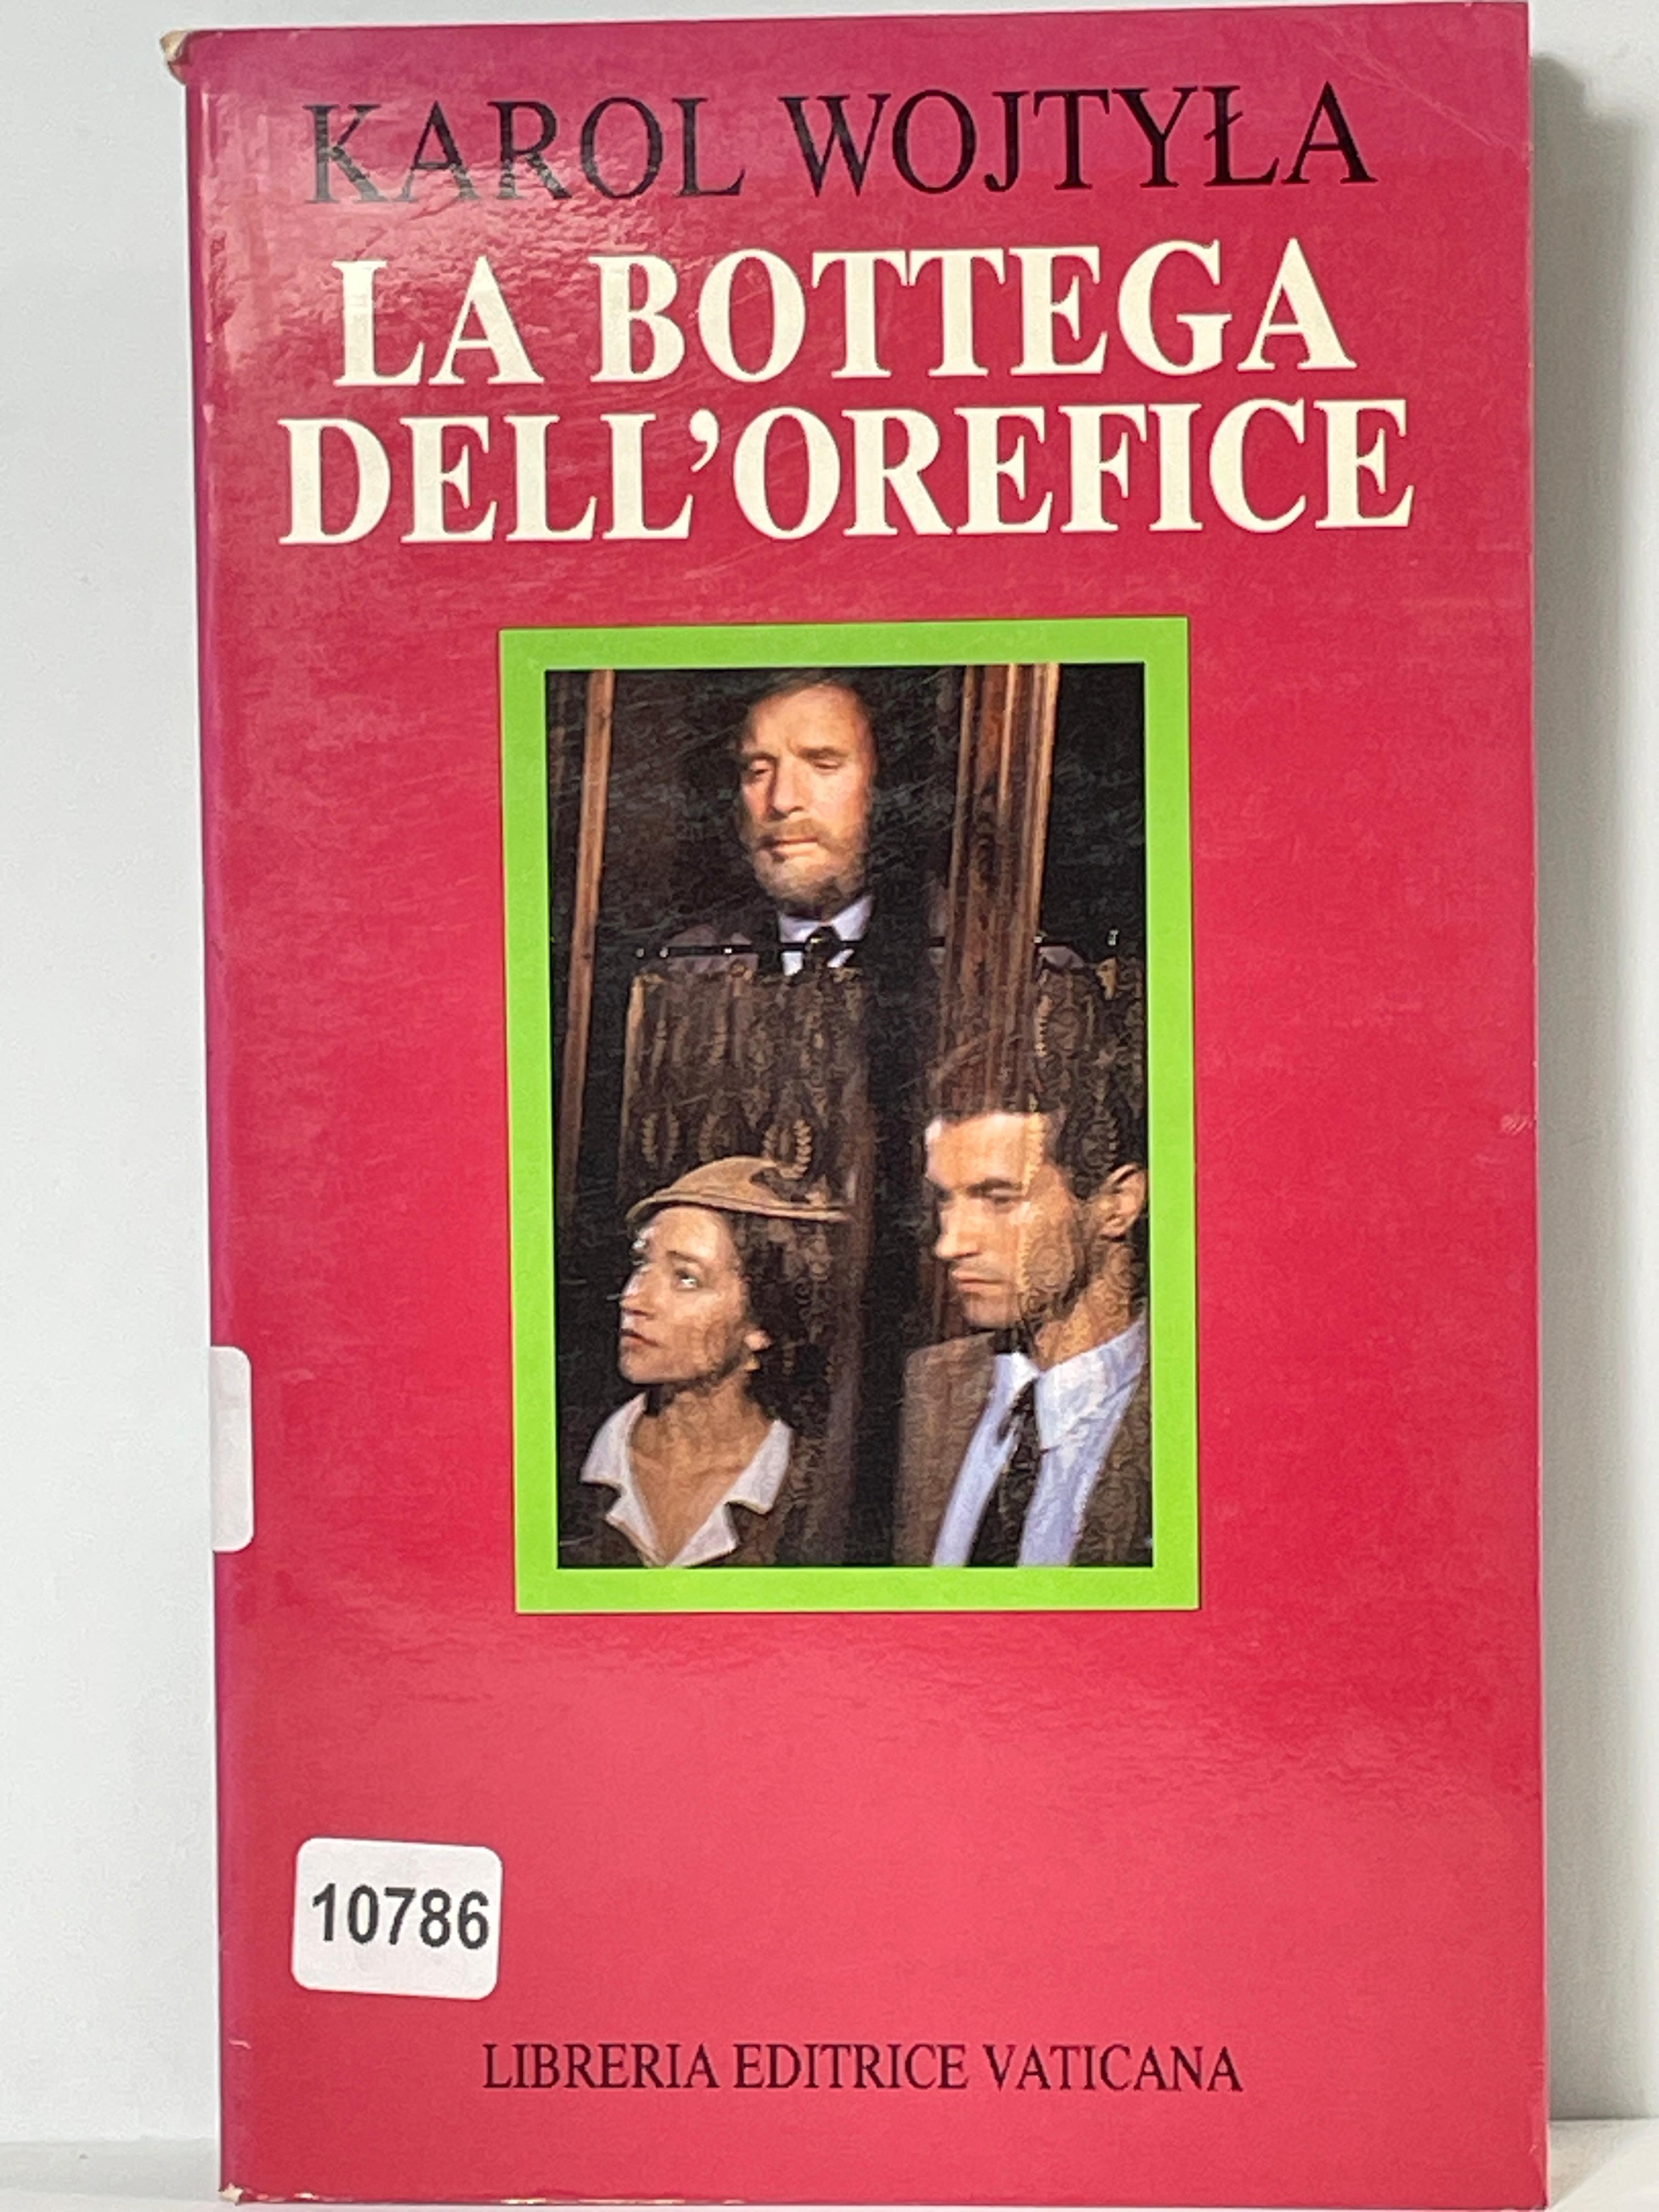 KAROL WOJTYŁA
LA BOTTEGA
DELL'OREFICE
10786
LIBRERIA EDITRICE VATICANA